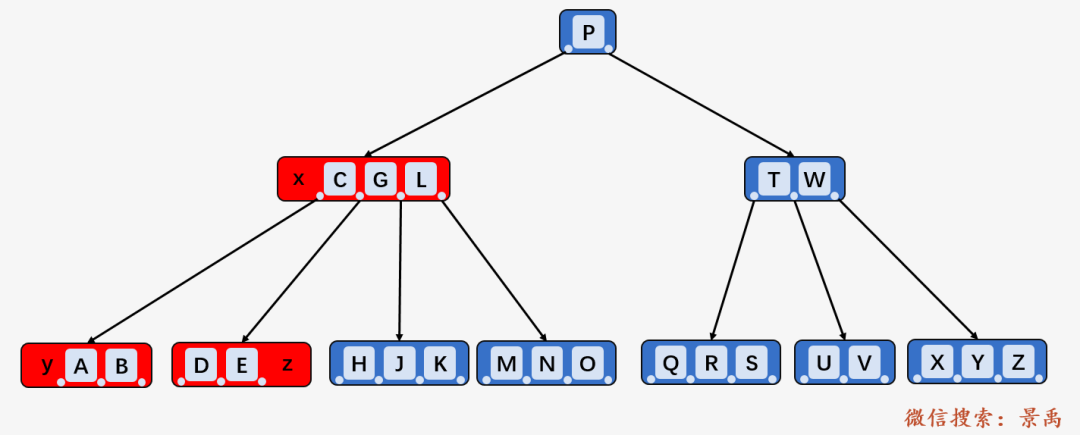 P
x C G L
T W
y A B
D E z
H J K
M N O
Q R S
U V
X Y Z
微信搜索：景禹